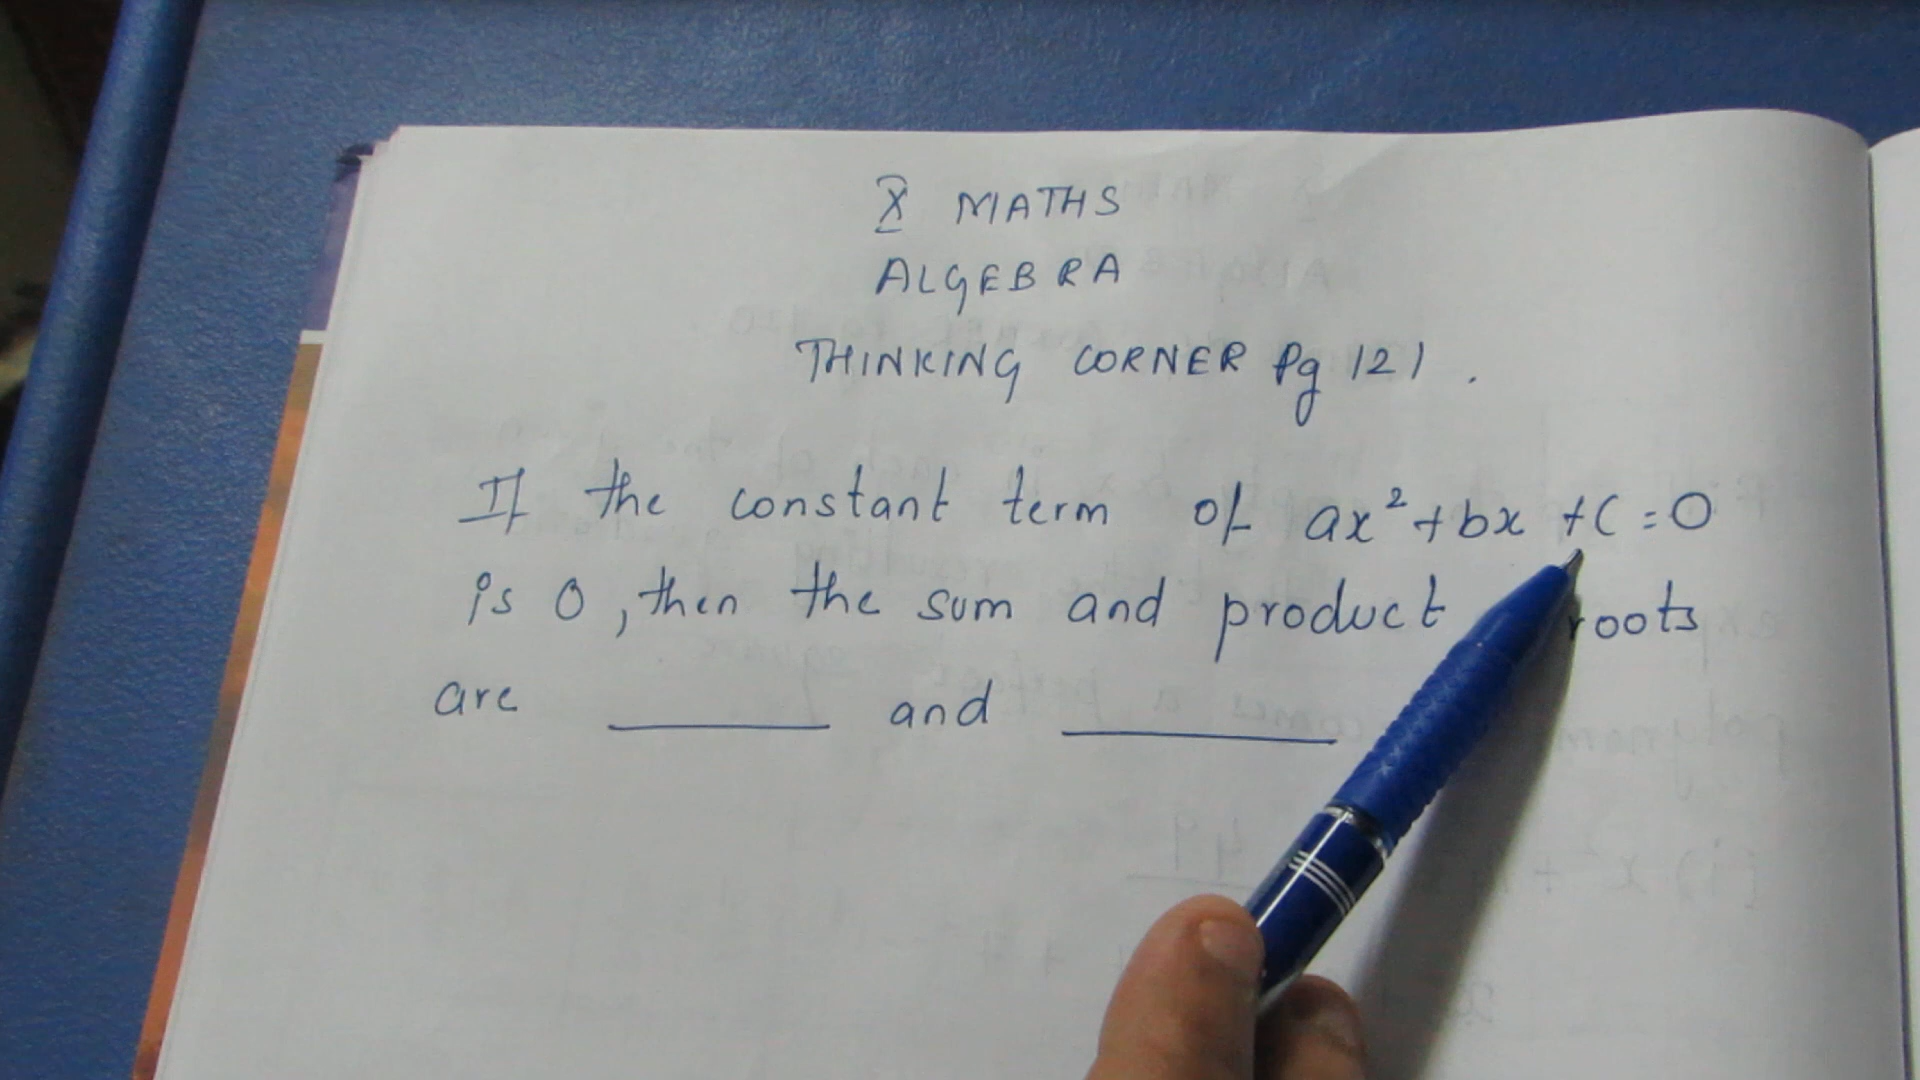 X MATHS
ALGEBRA
THINKING CORNER Pg 121.
If the constant term of ax²+bx+C=0
is 0, then the sum and product roots
are ______ and ______